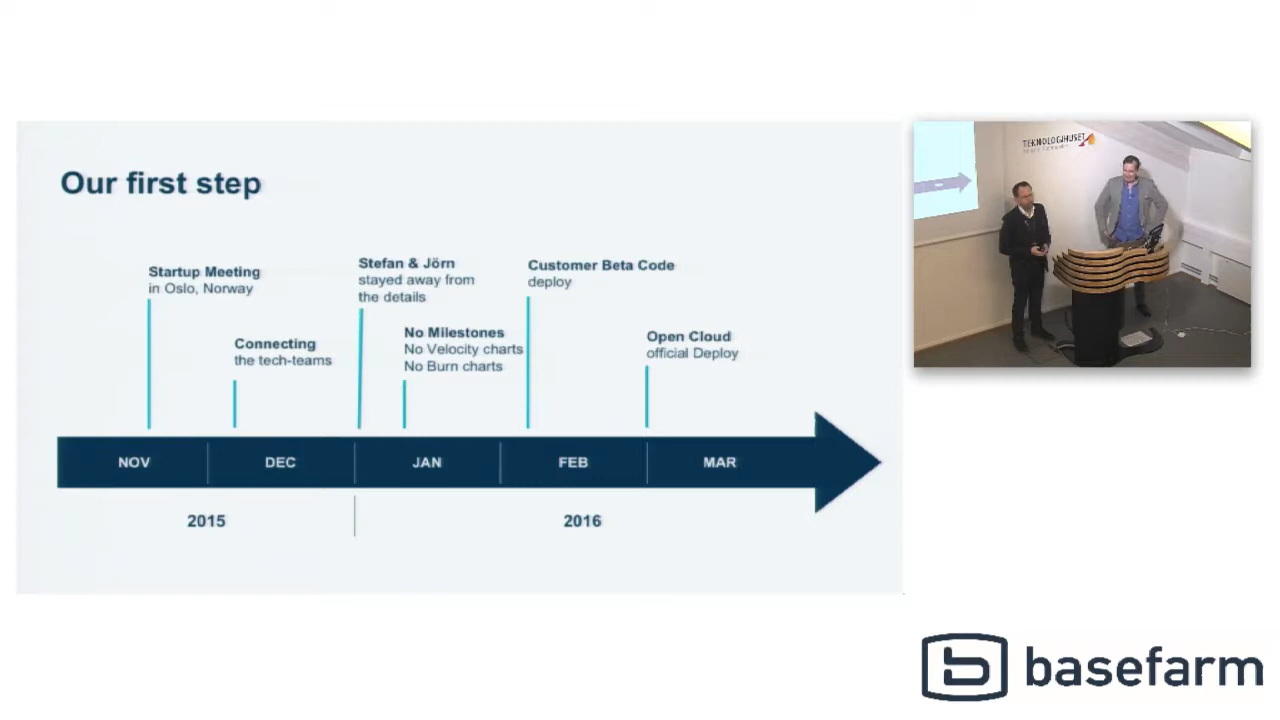 Our first step
Startup Meeting
in Oslo, Norway
Connecting
the tech-teams
Stefan & Jörn
stayed away from
the details
No Milestones
No Velocity charts
No Burn charts
Customer Beta Code
deploy
Open Cloud
official Deploy
NOV
DEC
JAN
FEB
MAR
2015
2016
TEKNOLOGIHUSET
basefarm